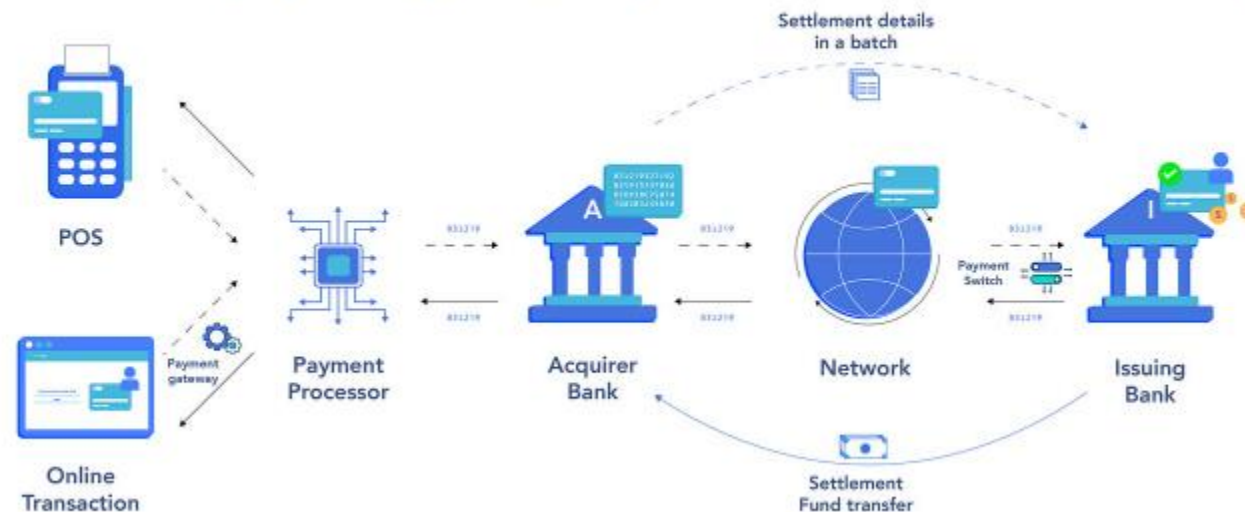 Settlement details
in a batch
POS
A
I
Payment
Switch
Payment
gateway
Payment
Processor
Acquirer
Bank
Network
Issuing
Bank
Online
Transaction
Settlement
Fund transfer